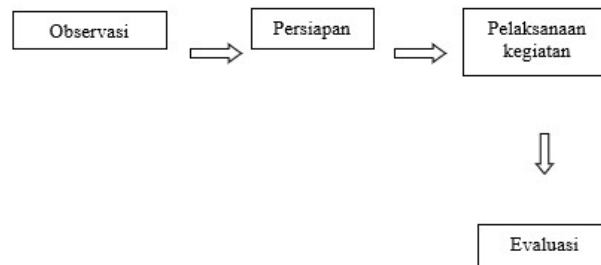 Observasi
Persiapan
Pelaksanaan
kegiatan
Evaluasi